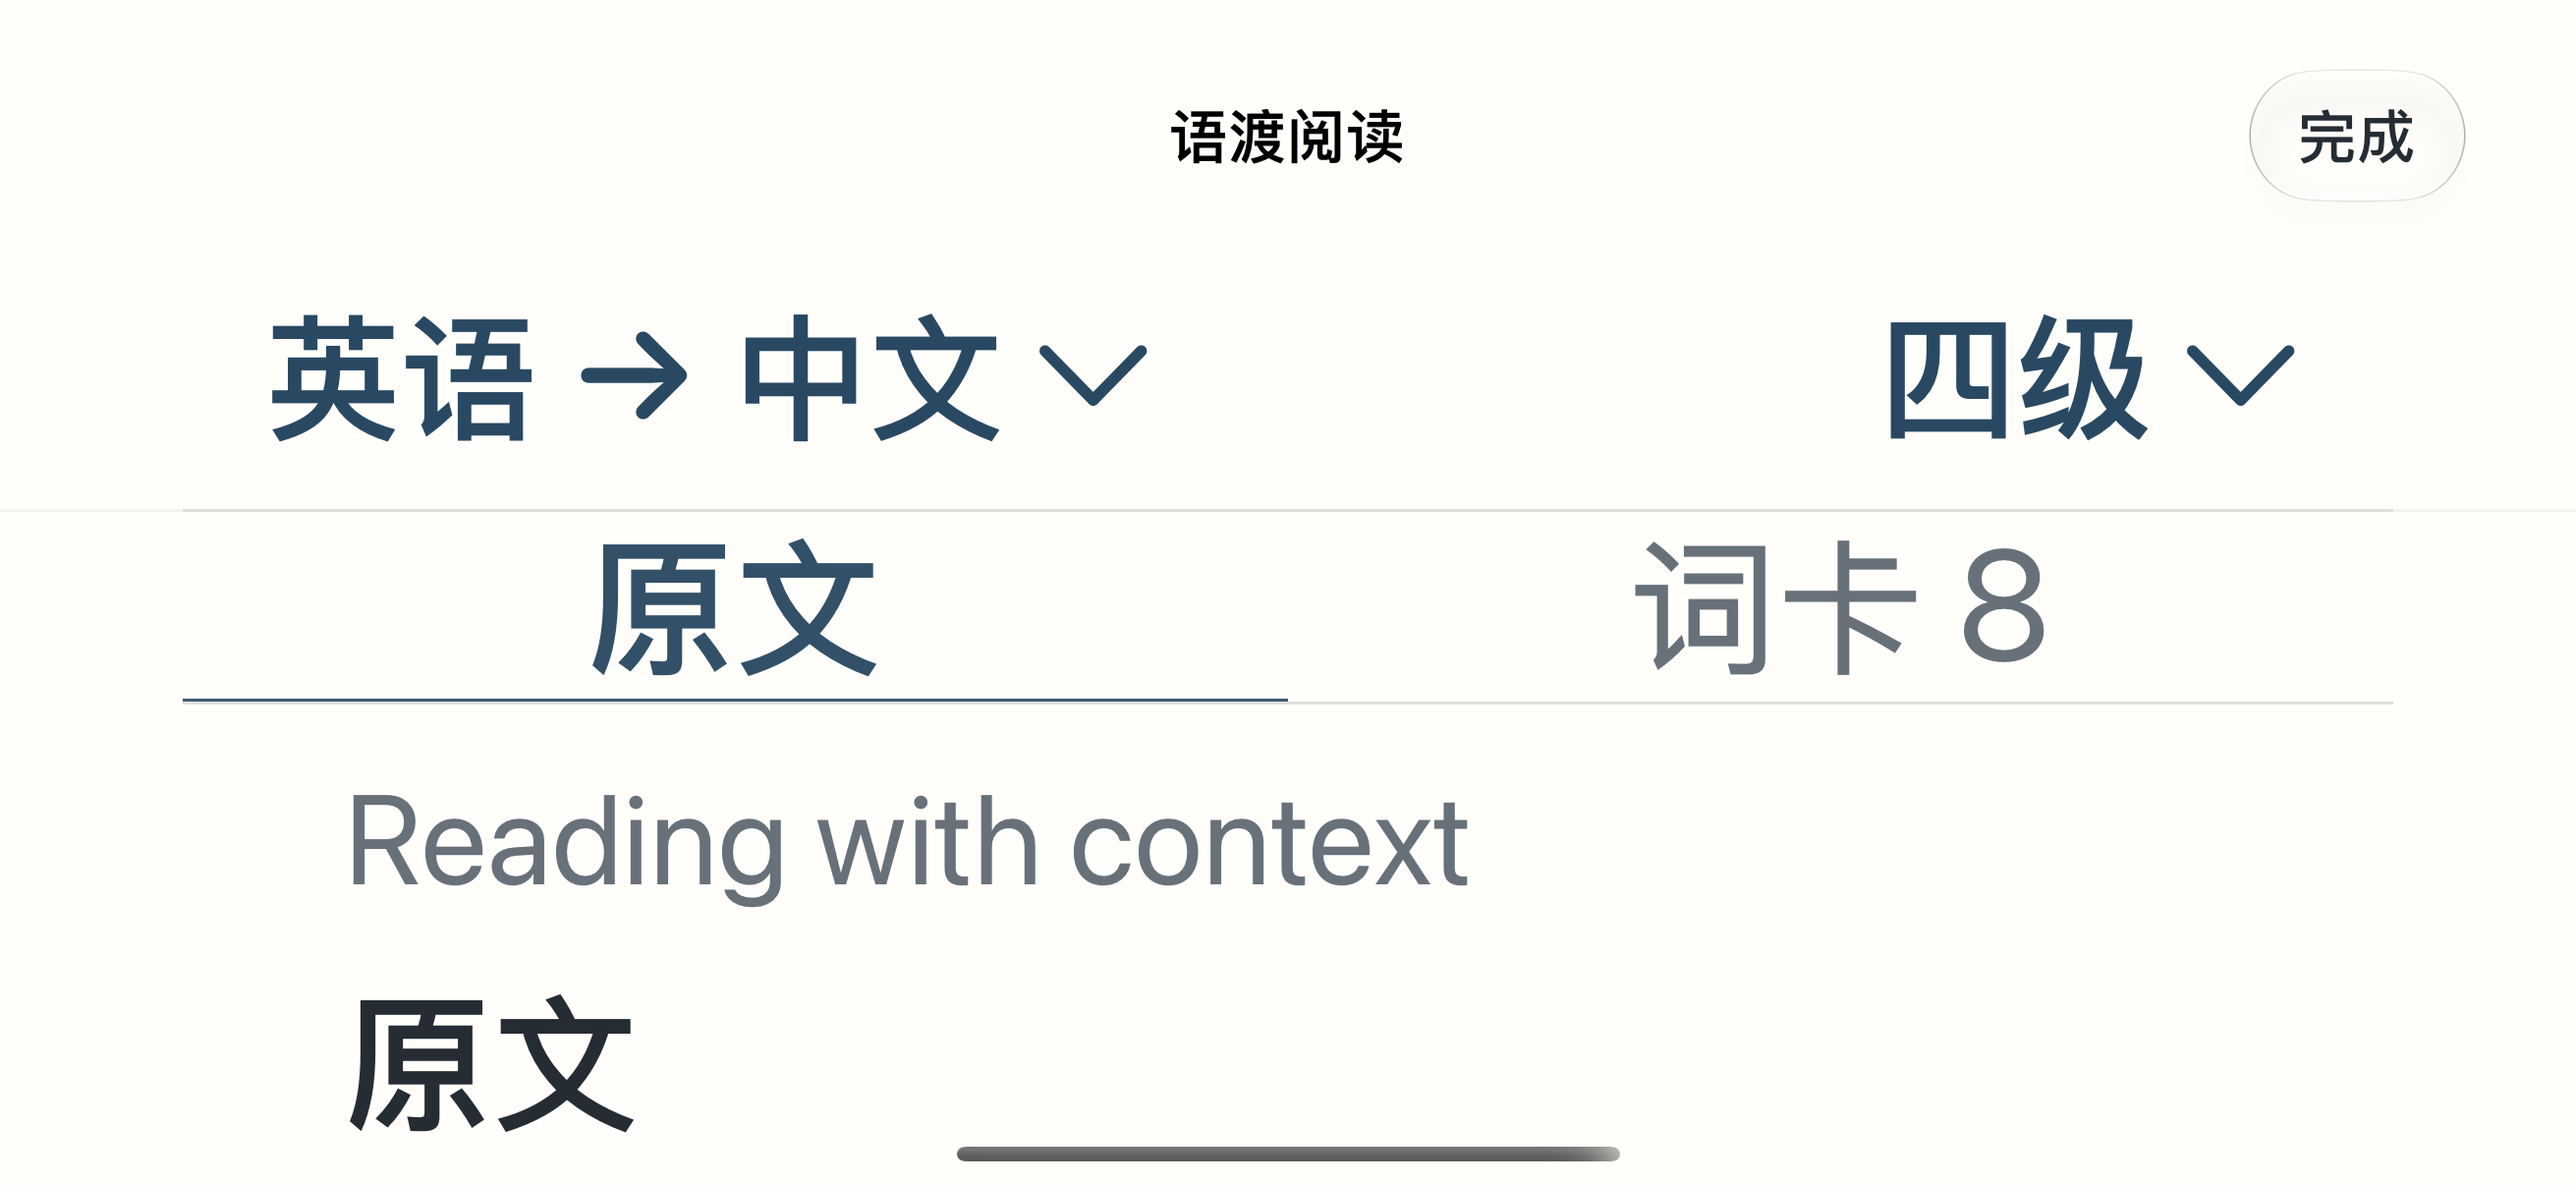 语渡阅读
完成
英语 → 中文
四级
原文
词卡 8
Reading with context
原文